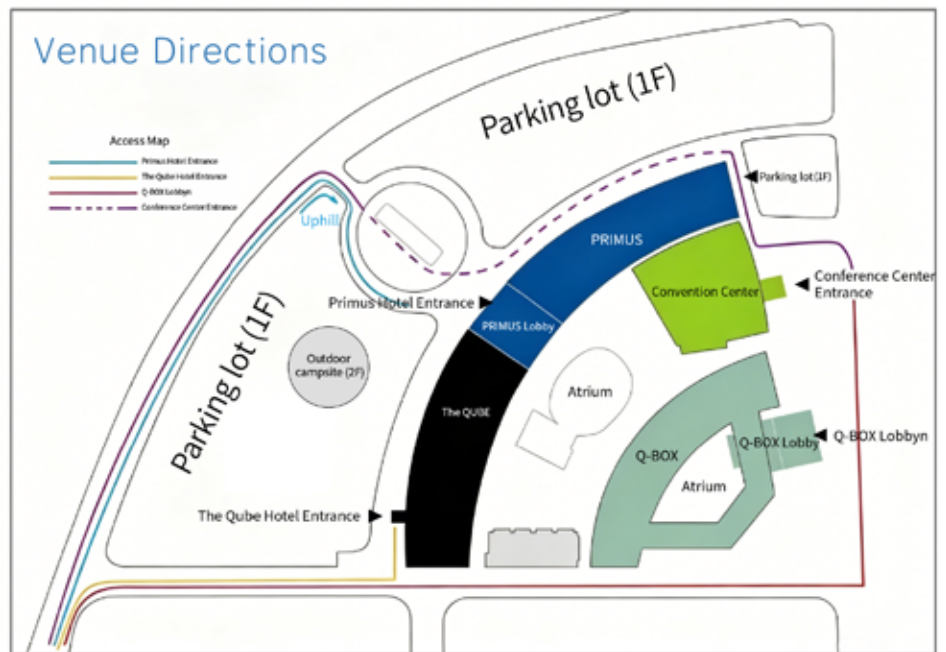 Venue Directions
Access Map
Primus Hotel Entrance
The Qube Hotel Entrance
Q-BOX Lobbyn
Conference Center Entrance
Parking lot (1F)
Parking lot(1F)
Uphill
PRIMUS
Convention Center
Conference Center
Entrance
Primus Hotel Entrance
PRIMUS Lobby
Parking lot (1F)
Outdoor
campsite (2F)
Atrium
The QUBE
Q-BOX
Q-BOX Lobby
Q-BOX Lobbyn
Atrium
The Qube Hotel Entrance